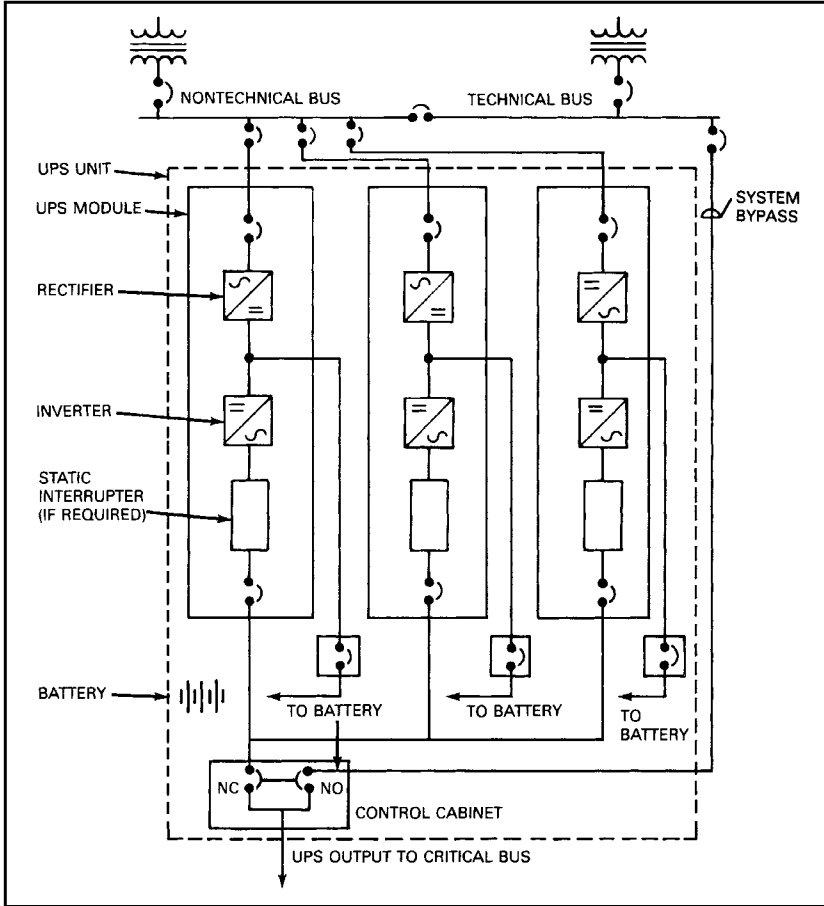 NONTECHNICAL BUS
TECHNICAL BUS
UPS UNIT
UPS MODULE
SYSTEM
BYPASS
RECTIFIER
INVERTER
STATIC
INTERRUPTER
(IF REQUIRED)
BATTERY
TO BATTERY
TO BATTERY
TO
BATTERY
NC
NO
CONTROL CABINET
UPS OUTPUT TO CRITICAL BUS